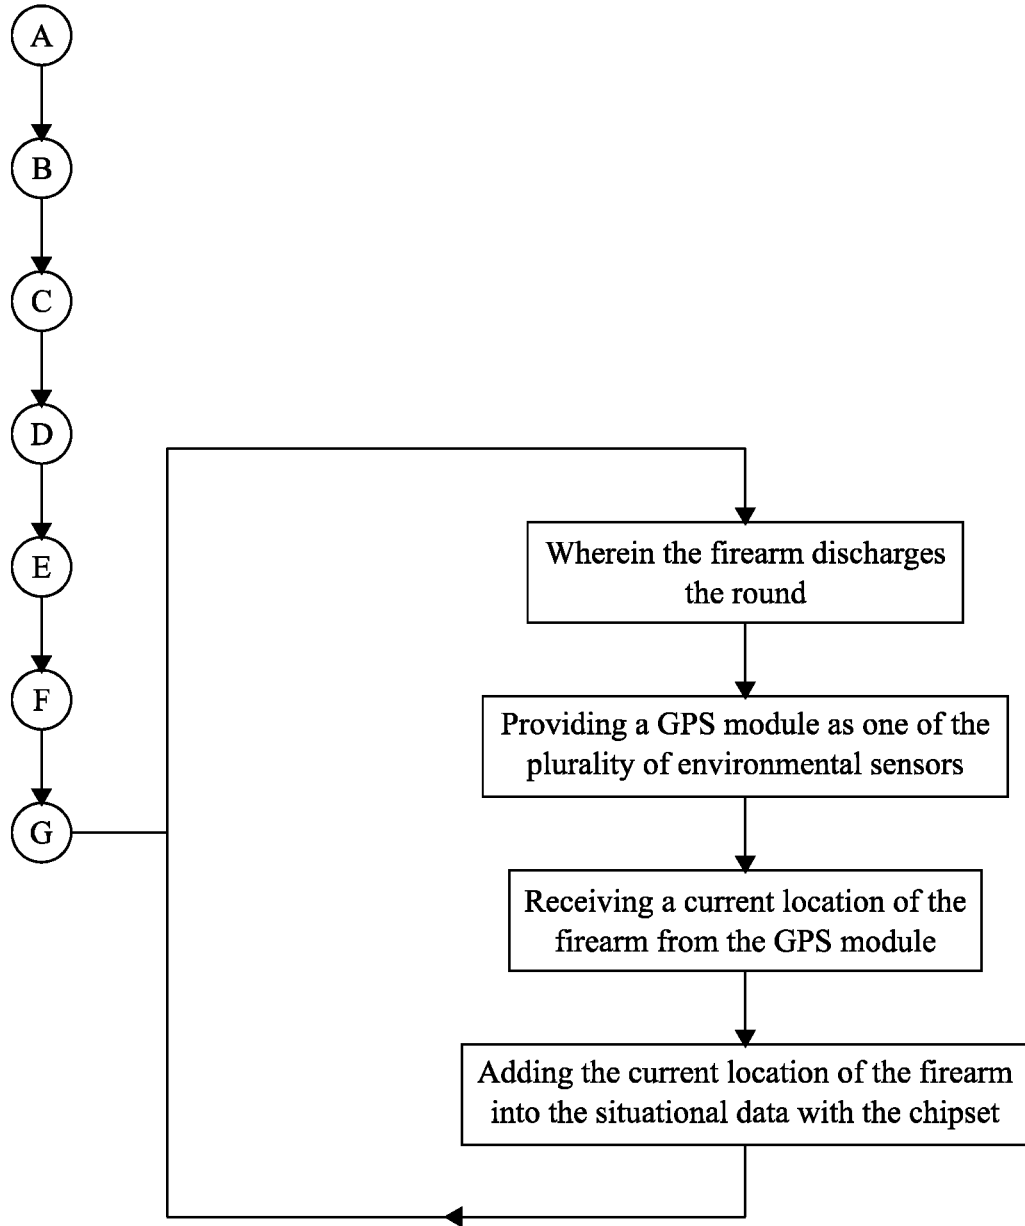 A
B
C
D
E
F
G
Wherein the firearm discharges
the round
Providing a GPS module as one of the
plurality of environmental sensors
Receiving a current location of the
firearm from the GPS module
Adding the current location of the firearm
into the situational data with the chipset